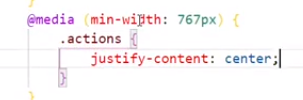 }
@media (min-width: 767px) {
.actions {
justify-content: center;
}
}